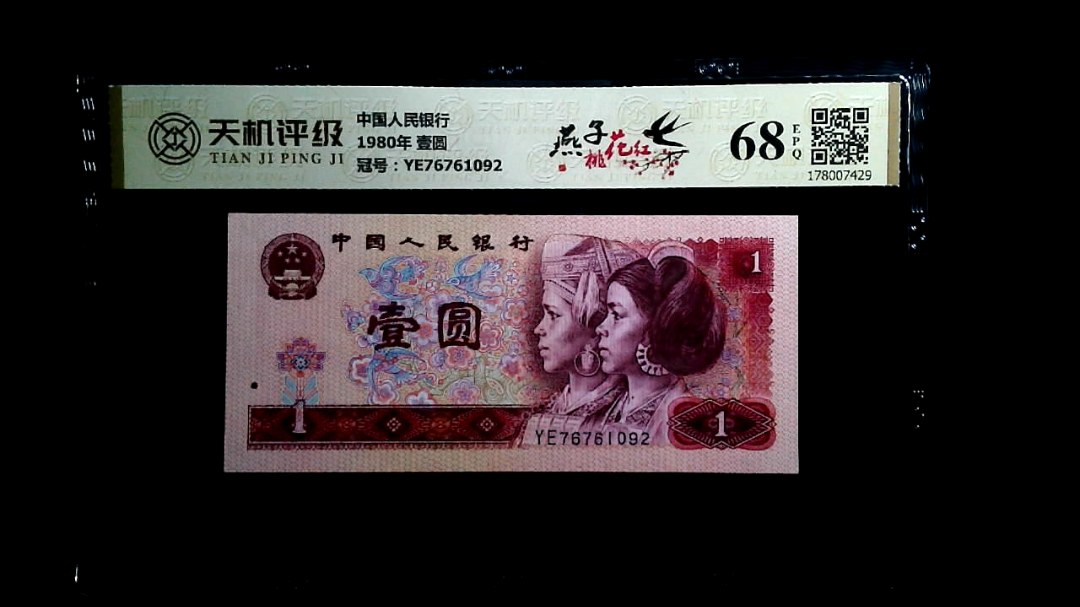 天机评级
TIAN JI PING JI
中国人民银行
1980年 壹圆
冠号：YE76761092
燕子
桃花红
68
EPQ
178007429
中国人民银行
1
壹圆
1
YE76761092
1